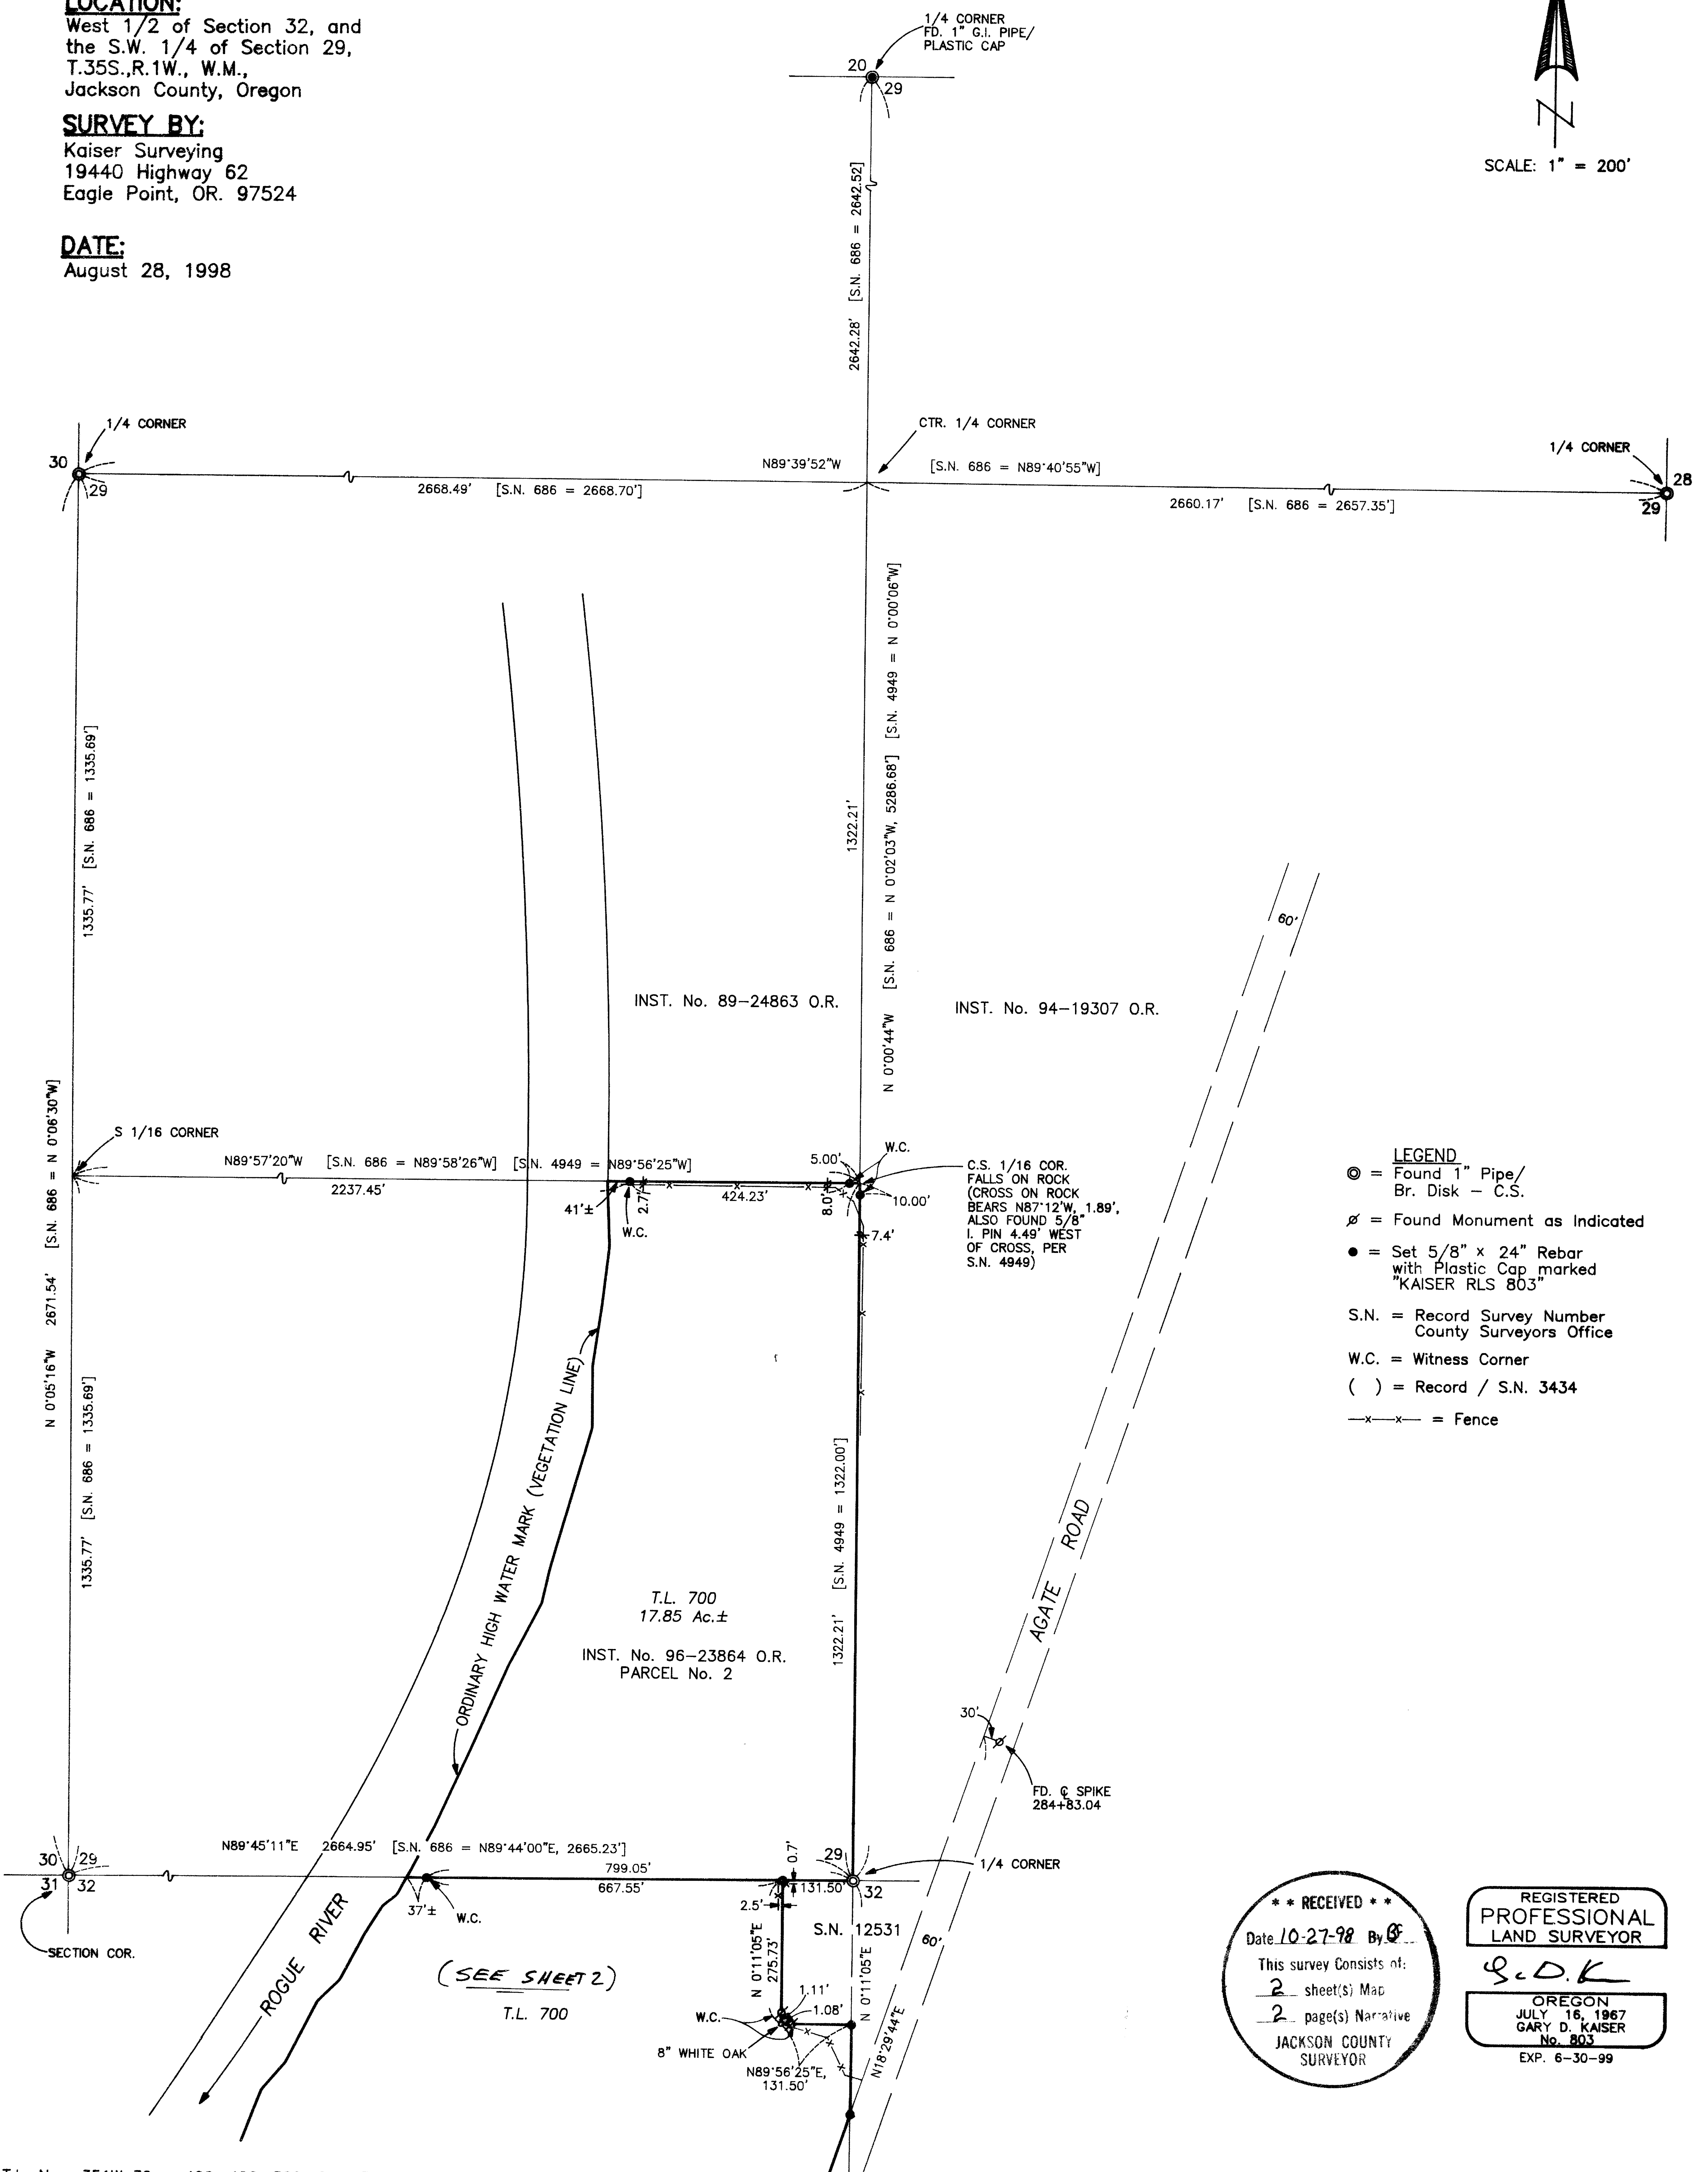 LOCATION:
West 1/2 of Section 32, and
the S.W. 1/4 of Section 29,
T.35S.,R.1W., W.M.,
Jackson County, Oregon
SURVEY BY:
Kaiser Surveying
19440 Highway 62
Eagle Point, OR. 97524
DATE:
August 28, 1998
1/4 CORNER
FD. 1" G.I. PIPE/
PLASTIC CAP
20
29
N
SCALE: 1" = 200'
2642.28' [S.N. 686 = 2642.52]
1/4 CORNER
30
29
CTR. 1/4 CORNER
1/4 CORNER
28
29
N89°39'52"W [S.N. 686 = N89°40'55"W]
2668.49' [S.N. 686 = 2668.70']
2660.17' [S.N. 686 = 2657.35']
1335.77' [S.N. 686 = 1335.69']
N 0°05'16"W 2671.54' [S.N. 686 = N 0°06'30"W]
1322.21'
N 0°00'44"W [S.N. 686 = N 0°02'03"W, 5286.68'] [S.N. 4949 = N 0°00'06"W]
60'
INST. No. 89-24863 O.R.
INST. No. 94-19307 O.R.
S 1/16 CORNER
N89°57'20"W [S.N. 686 = N89°58'26"W] [S.N. 4949 = N89°56'25"W]
2237.45'
41'±
W.C.
2.7'
424.23'
8.0'
5.00'
W.C.
10.00'
7.4'
C.S. 1/16 COR.
FALLS ON ROCK
(CROSS ON ROCK
BEARS N87°12'W, 1.89',
ALSO FOUND 5/8"
I. PIN 4.49' WEST
OF CROSS, PER
S.N. 4949)
LEGEND
◎ = Found 1" Pipe/
Br. Disk - C.S.
ø = Found Monument as Indicated
● = Set 5/8" x 24" Rebar
with Plastic Cap marked
"KAISER RLS 803"
S.N. = Record Survey Number
County Surveyors Office
W.C. = Witness Corner
( ) = Record / S.N. 3434
—x—x— = Fence
1335.77' [S.N. 686 = 1335.69']
ORDINARY HIGH WATER MARK (VEGETATION LINE)
1322.21' [S.N. 4949 = 1322.00']
T.L. 700
17.85 Ac.±
INST. No. 96-23864 O.R.
PARCEL No. 2
AGATE ROAD
30'
FD. ℄ SPIKE
284+83.04
N89°45'11"E 2664.95' [S.N. 686 = N89°44'00"E, 2665.23']
30 29
31 32
SECTION COR.
799.05'
667.55'
37'±
W.C.
0.7'
131.50'
29
32
1/4 CORNER
2.5'
S.N. 12531
60'
N 0°11'05"E
275.73'
N 0°11'05"E
N18°29'44"E
ROGUE RIVER
(SEE SHEET 2)
T.L. 700
1.11'
1.08'
W.C.
8" WHITE OAK
N89°56'25"E,
131.50'
* * RECEIVED * *
Date 10-27-98 By
This survey Consists of:
2 sheet(s) Map
2 page(s) Narrative
JACKSON COUNTY
SURVEYOR
REGISTERED
PROFESSIONAL
LAND SURVEYOR
OREGON
JULY 16, 1967
GARY D. KAISER
No. 803
EXP. 6-30-99